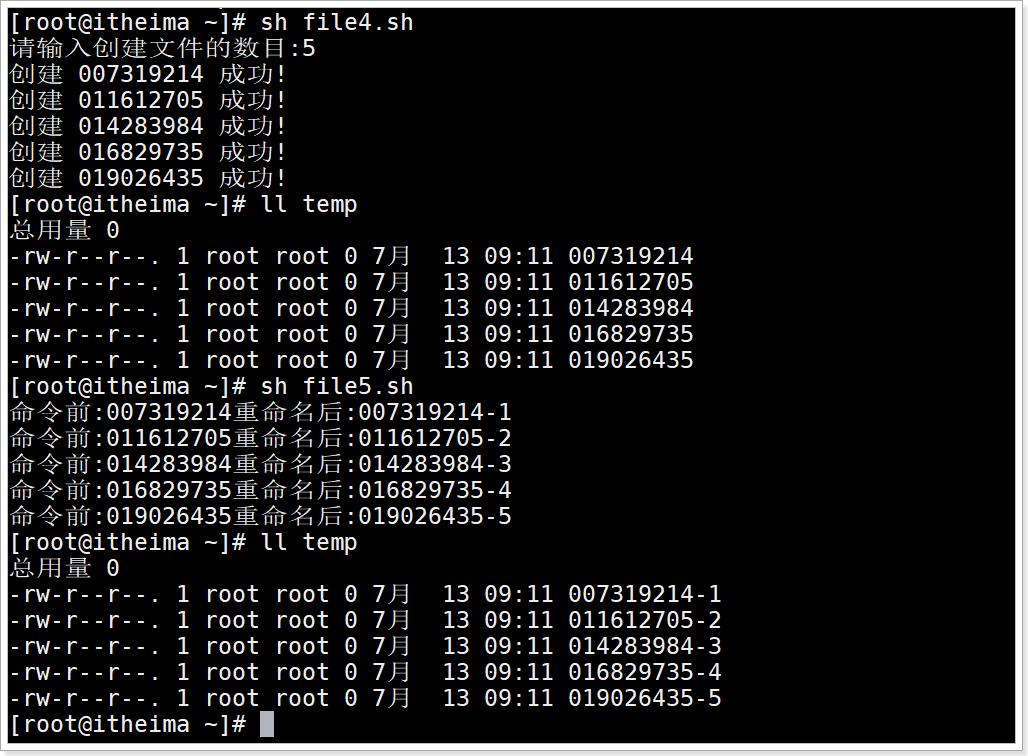 [root@itheima ~]# sh file4.sh
请输入创建文件的数目:5
创建 007319214 成功!
创建 011612705 成功!
创建 014283984 成功!
创建 016829735 成功!
创建 019026435 成功!
[root@itheima ~]# ll temp
总用量 0
-rw-r--r--. 1 root root 0 7月  13 09:11 007319214
-rw-r--r--. 1 root root 0 7月  13 09:11 011612705
-rw-r--r--. 1 root root 0 7月  13 09:11 014283984
-rw-r--r--. 1 root root 0 7月  13 09:11 016829735
-rw-r--r--. 1 root root 0 7月  13 09:11 019026435
[root@itheima ~]# sh file5.sh
命令前:007319214重命名后:007319214-1
命令前:011612705重命名后:011612705-2
命令前:014283984重命名后:014283984-3
命令前:016829735重命名后:016829735-4
命令前:019026435重命名后:019026435-5
[root@itheima ~]# ll temp
总用量 0
-rw-r--r--. 1 root root 0 7月  13 09:11 007319214-1
-rw-r--r--. 1 root root 0 7月  13 09:11 011612705-2
-rw-r--r--. 1 root root 0 7月  13 09:11 014283984-3
-rw-r--r--. 1 root root 0 7月  13 09:11 016829735-4
-rw-r--r--. 1 root root 0 7月  13 09:11 019026435-5
[root@itheima ~]#